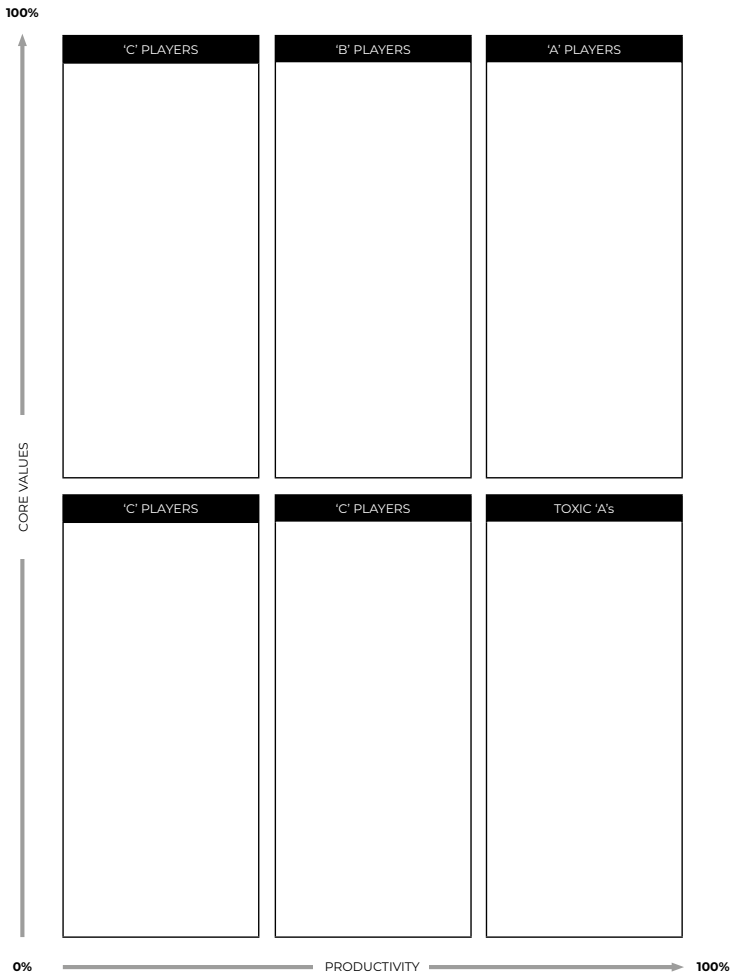 100%
‘C’ PLAYERS
‘B’ PLAYERS
‘A’ PLAYERS
CORE VALUES
‘C’ PLAYERS
‘C’ PLAYERS
TOXIC ‘A’s
0%
PRODUCTIVITY
100%